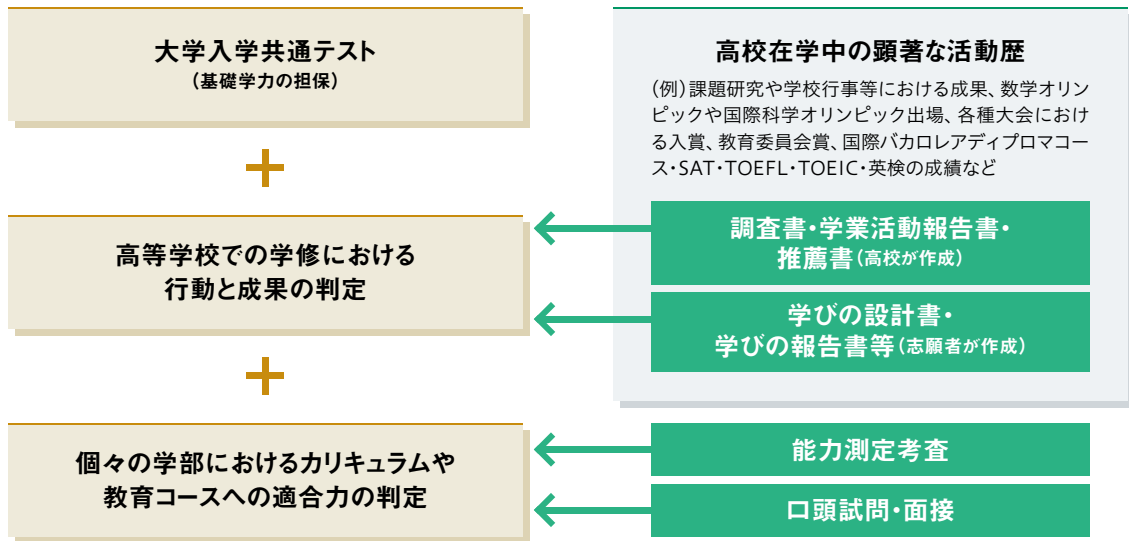 大学入学共通テスト
（基礎学力の担保）
＋
高等学校での学修における
行動と成果の判定
＋
個々の学部におけるカリキュラムや
教育コースへの適合力の判定
高校在学中の顕著な活動歴
（例）課題研究や学校行事等における成果、数学オリン
ピックや国際科学オリンピック出場、各種大会におけ
る入賞、教育委員会賞、国際バカロレアディプロマコー
ス・SAT・TOEFL・TOEIC・英検の成績など
調査書・学業活動報告書・
推薦書（高校が作成）
学びの設計書・
学びの報告書等（志願者が作成）
能力測定考査
口頭試問・面接